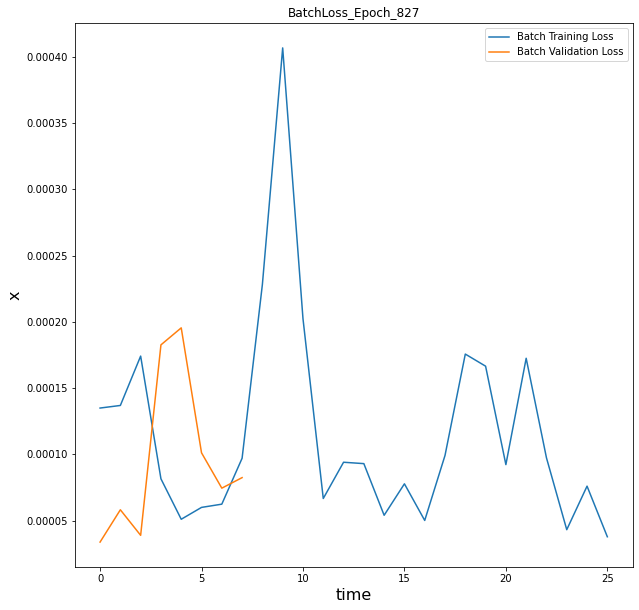 BatchLoss_Epoch_827
Batch Training Loss
Batch Validation Loss
0.00040
0.00035
0.00030
0.00025
0.00020
0.00015
0.00010
0.00005
x
0 5 10 15 20 25
time